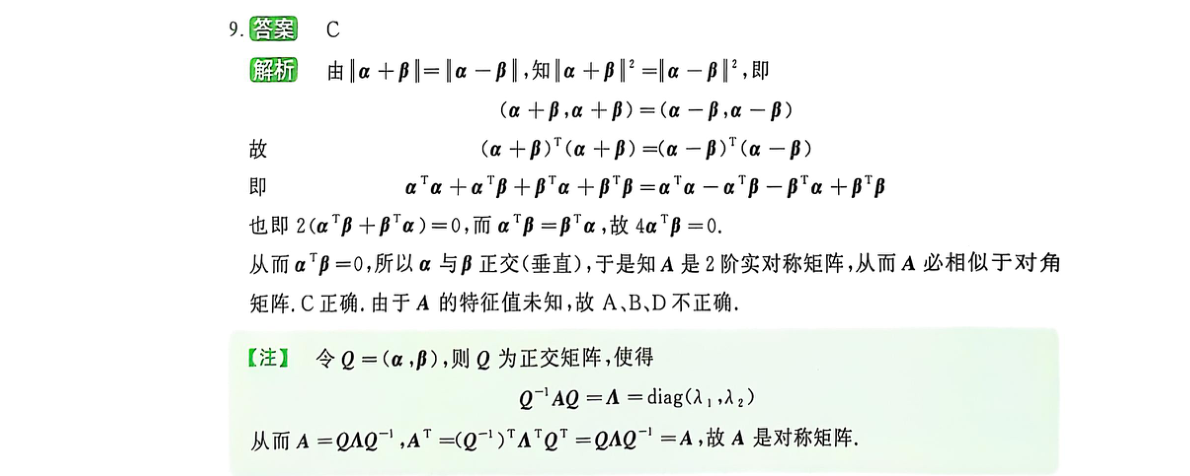 9. 答案 C
解析 由‖α+β‖=‖α-β‖,知‖α+β‖²=‖α-β‖²,即
(α+β,α+β)=(α-β,α-β)
故 (α+β)ᵀ(α+β)=(α-β)ᵀ(α-β)
即 αᵀα+αᵀβ+βᵀα+βᵀβ=αᵀα-αᵀβ-βᵀα+βᵀβ
也即 2(αᵀβ+βᵀα)=0,而 αᵀβ=βᵀα,故 4αᵀβ=0.
从而 αᵀβ=0,所以 α 与 β 正交(垂直),于是知 A 是 2 阶实对称矩阵,从而 A 必相似于对角
矩阵. C 正确. 由于 A 的特征值未知,故 A、B、D 不正确.
【注】 令 Q=(α,β),则 Q 为正交矩阵,使得
Q⁻¹AQ=Λ=diag(λ₁,λ₂)
从而 A=QΛQ⁻¹,Aᵀ=(Q⁻¹)ᵀΛᵀQᵀ=QΛQ⁻¹=A,故 A 是对称矩阵.